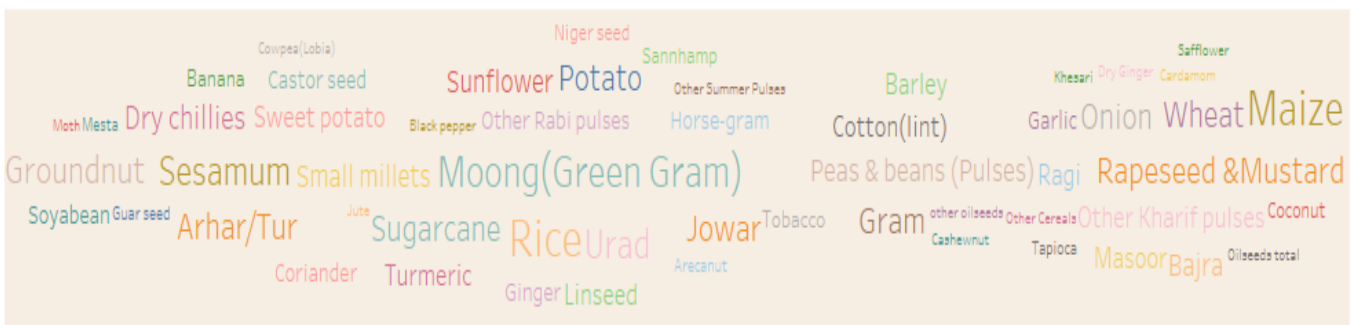 Niger seed
Cowpea(Lobia) Sannhamp Safflower
Banana Castor seed Sunflower Potato Other Summer Pulses Barley Khesari Dry Ginger Cardamom
Moth Mesta Dry chillies Sweet potato Black pepper Other Rabi pulses Horse-gram Cotton(lint) Garlic Onion Wheat Maize
Groundnut Sesamum Small millets Moong(Green Gram) Peas & beans (Pulses) Ragi Rapeseed &Mustard
Soyabean Guar seed Arhar/Tur Jute Sugarcane Rice Urad Jowar Tobacco Gram other oilseeds Other Cereals Other Kharif pulses Coconut
Cashewnut Tapioca Masoor Bajra Oilseeds total
Coriander Turmeric Arecanut
Ginger Linseed